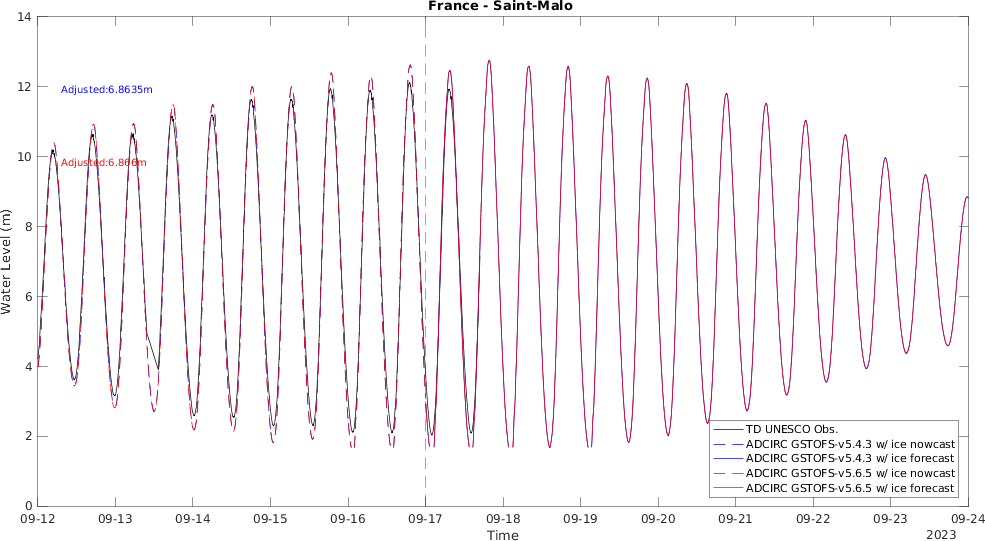 France - Saint-Malo
14
12
10
8
6
4
2
0
Water Level (m)
Adjusted:6.8635m
Adjusted:6.866m
TD UNESCO Obs.
ADCIRC GSTOFS-v5.4.3 w/ ice nowcast
ADCIRC GSTOFS-v5.4.3 w/ ice forecast
ADCIRC GSTOFS-v5.6.5 w/ ice nowcast
ADCIRC GSTOFS-v5.6.5 w/ ice forecast
09-12 09-13 09-14 09-15 09-16 09-17 09-18 09-19 09-20 09-21 09-22 09-23 09-24
Time
2023